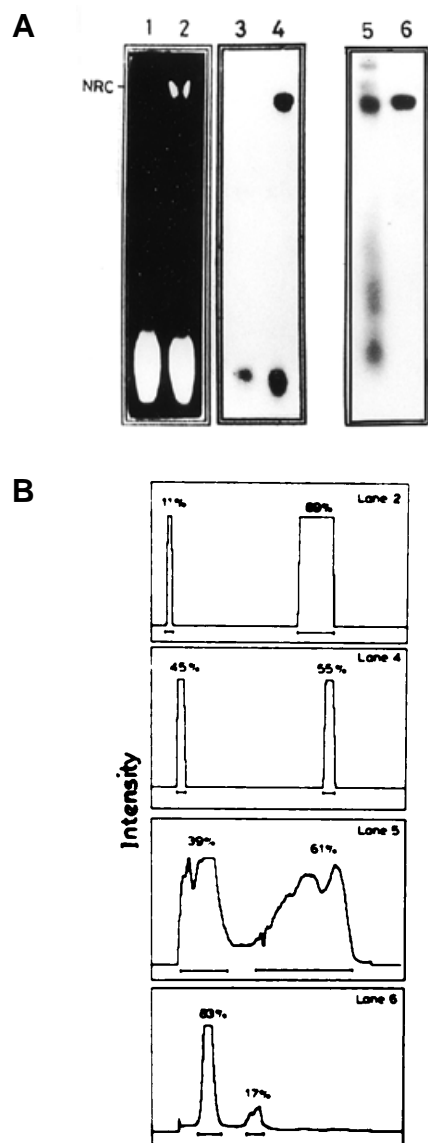 A
1 2 3 4 5 6
NRC
B
Lane 2
11% 89%
Lane 4
45% 55%
Lane 5
39% 61%
Lane 6
83% 17%
Intensity